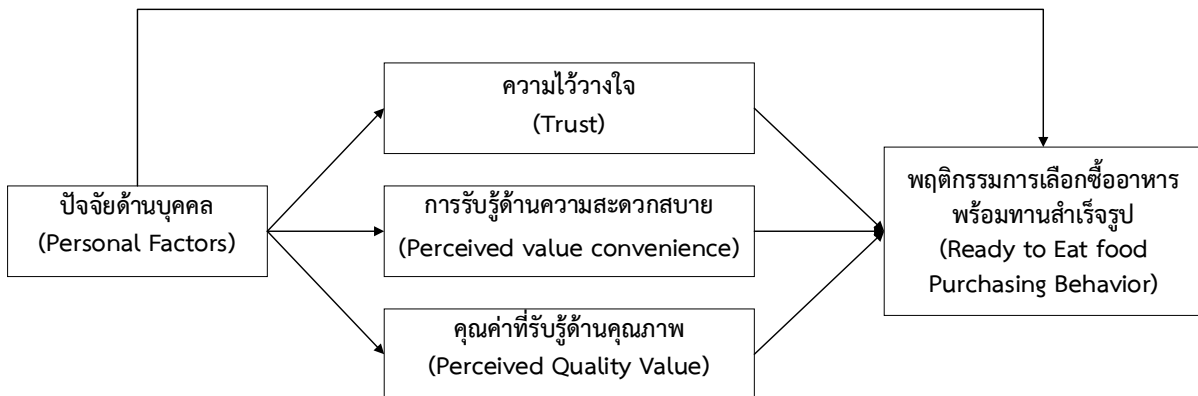 ความไว้วางใจ
(Trust)
ปัจจัยด้านบุคคล
(Personal Factors)
การรับรู้ด้านความสะดวกสบาย
(Perceived value convenience)
คุณค่าที่รับรู้ด้านคุณภาพ
(Perceived Quality Value)
พฤติกรรมการเลือกซื้ออาหาร
พร้อมทานสำเร็จรูป
(Ready to Eat food
Purchasing Behavior)